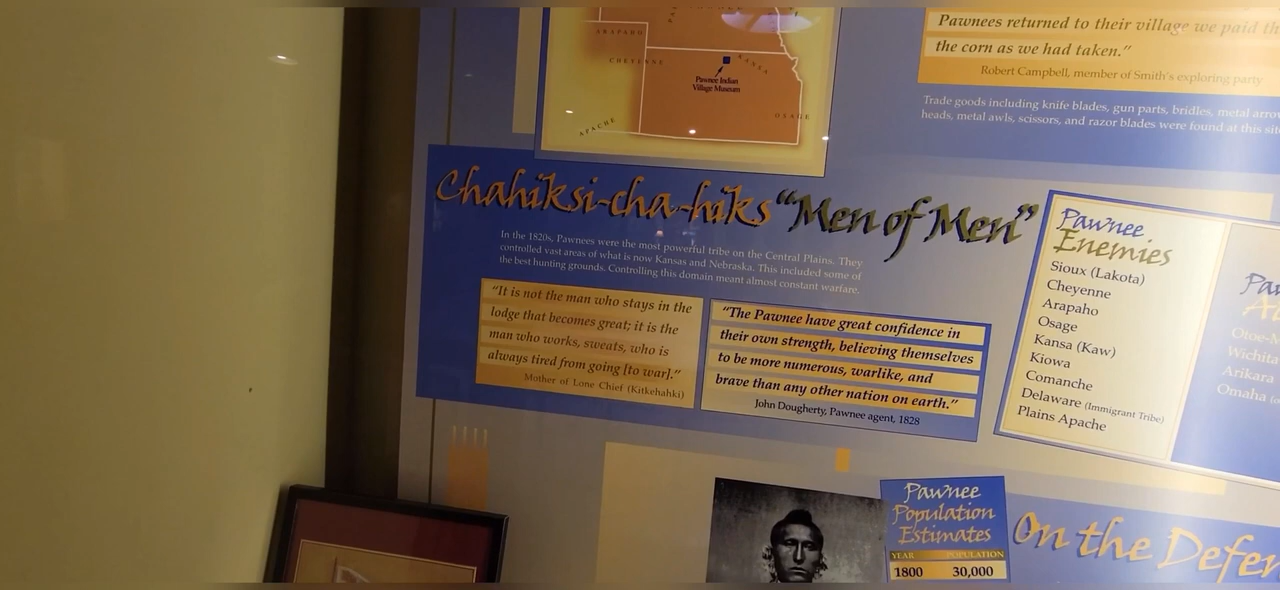 ARAPAHO
CHEYENNE
KANSA
Pawnee Indian
Village Museum
APACHE
OSAGE
Pawnees returned to their village we paid
the corn as we had taken."
Robert Campbell, member of Smith's exploring party
Trade goods including knife blades, gun parts, bridles, metal
heads, metal awls, scissors, and razor blades were found at this
Chahiksi-cha-hiks "Men of Men"
In the 1820s, Pawnees were the most powerful tribe on the Central Plains. They
controlled vast areas of what is now Kansas and Nebraska. This included some of
the best hunting grounds. Controlling this domain meant almost constant warfare.
"It is not the man who stays in the
lodge that becomes great; it is the
man who works, sweats, who is
always tired from going [to war]."
Mother of Lone Chief (Kitkehahki)
"The Pawnee have great confidence in
their own strength, believing themselves
to be more numerous, warlike, and
brave than any other nation on earth."
John Dougherty, Pawnee agent, 1828
Pawnee
Enemies
Sioux (Lakota)
Cheyenne
Arapaho
Osage
Kansa (Kaw)
Kiowa
Comanche
Delaware (Immigrant Tribe)
Plains Apache
Wichita
Arikara
Omaha
Pawnee
Population
Estimates
YEAR POPULATION
1800 30,000
On the